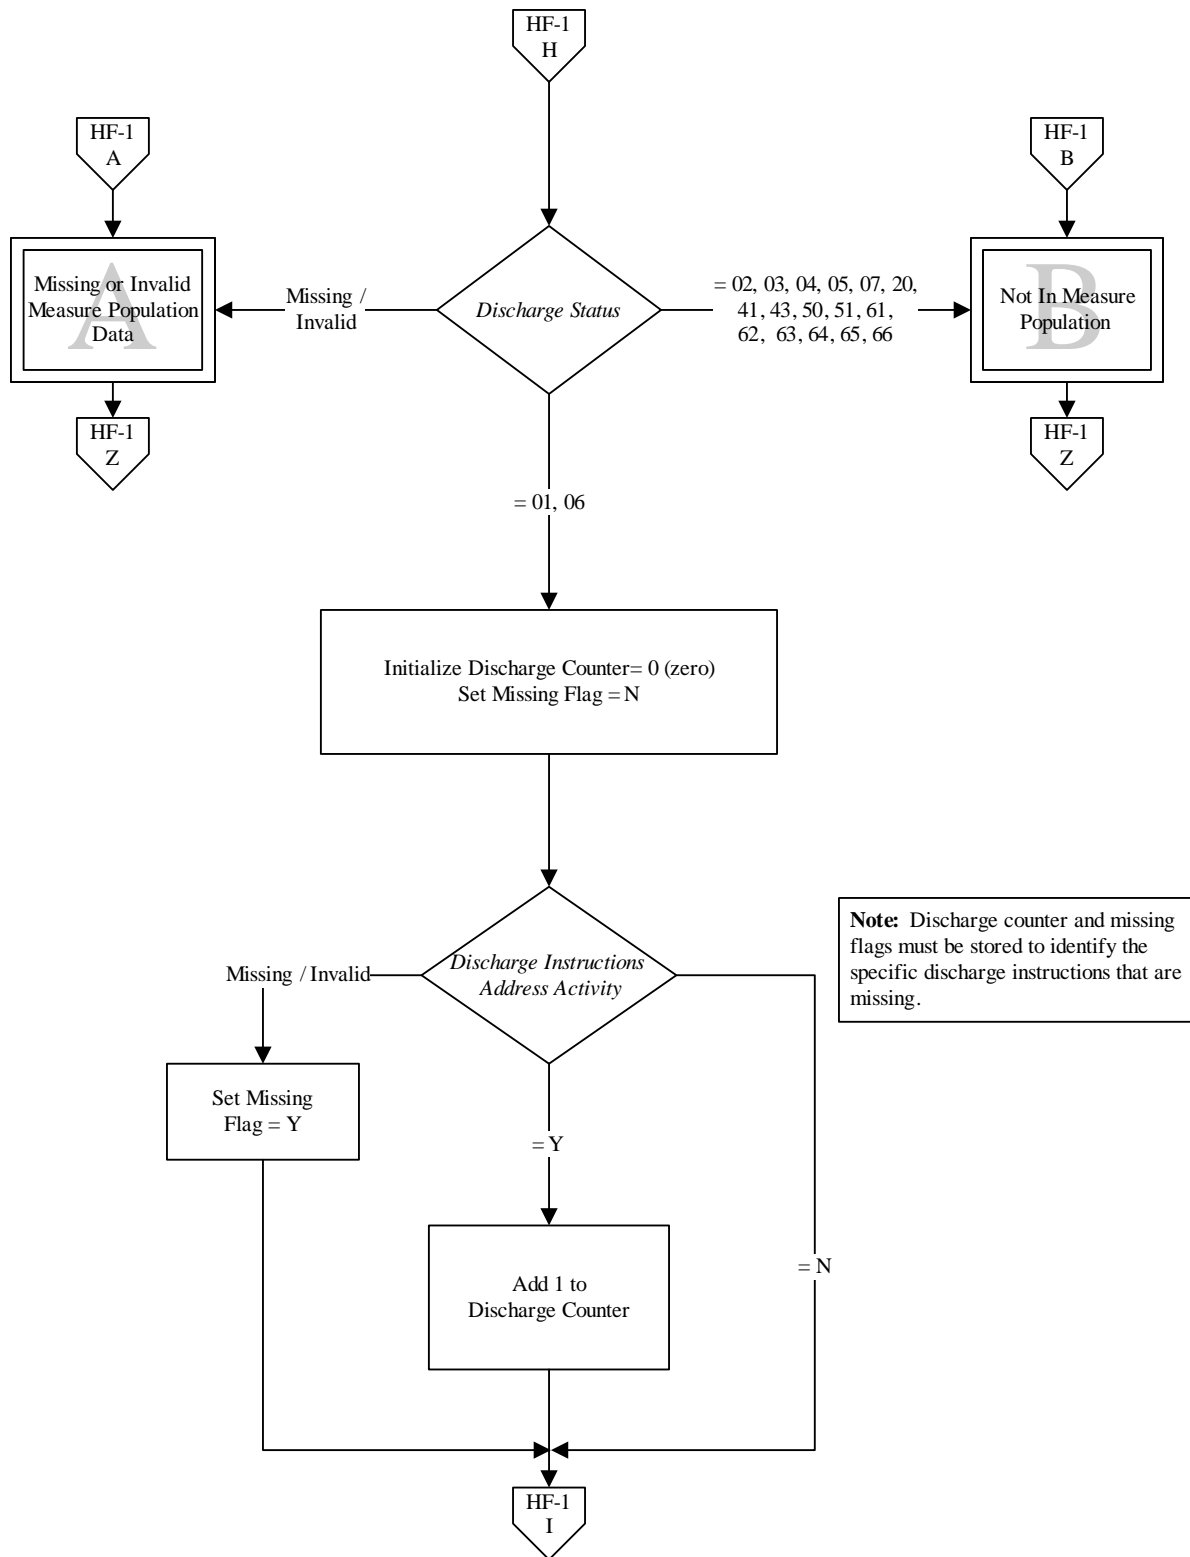 HF-1
H
HF-1
A
HF-1
B
A
Missing or Invalid
Measure Population
Data
Missing /
Invalid
Discharge Status
= 02, 03, 04, 05, 07, 20,
41, 43, 50, 51, 61,
62, 63, 64, 65, 66
B
Not In Measure
Population
HF-1
Z
HF-1
Z
= 01, 06
Initialize Discharge Counter= 0 (zero)
Set Missing Flag = N
Discharge Instructions
Address Activity
Missing / Invalid
Note: Discharge counter and missing
flags must be stored to identify the
specific discharge instructions that are
missing.
Set Missing
Flag = Y
= Y
= N
Add 1 to
Discharge Counter
HF-1
I